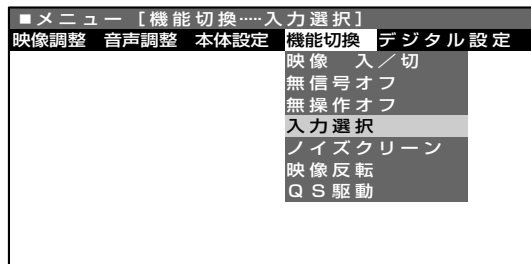 ■メニュー [機能切換……入力選択]
映像調整 音声調整 本体設定 機能切換 デジタル設定
映像 入／切
無信号オフ
無操作オフ
入力選択
ノイズクリーン
映像反転
ＱＳ駆動